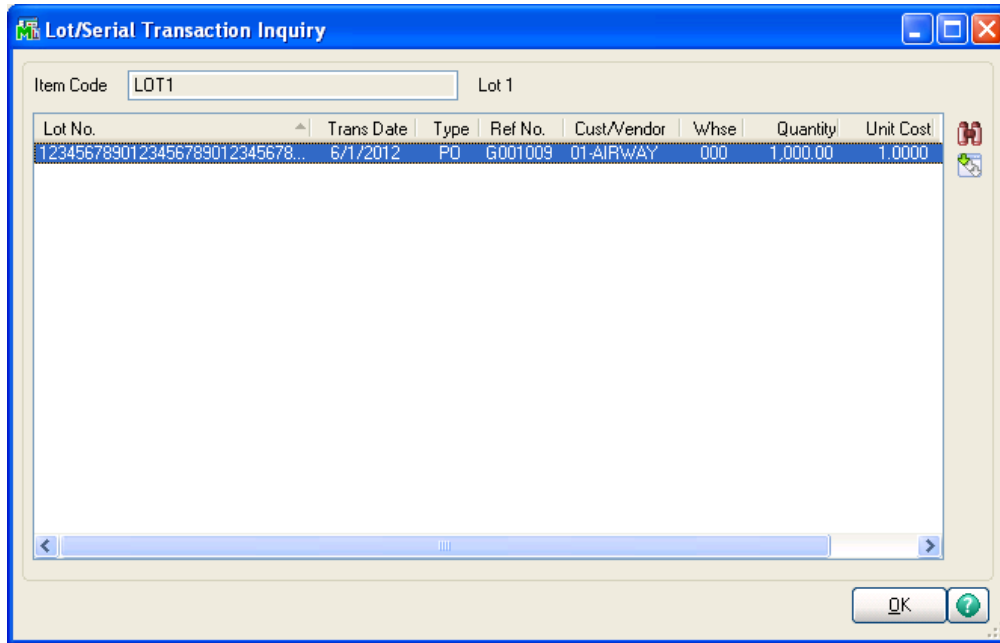 Lot/Serial Transaction Inquiry
Item Code LOT1 Lot 1
Lot No. Trans Date Type Ref No. Cust/Vendor Whse Quantity Unit Cost
1234567890123456789012345678... 6/1/2012 PO G001009 01-AIRWAY 000 1,000.00 1.0000
OK